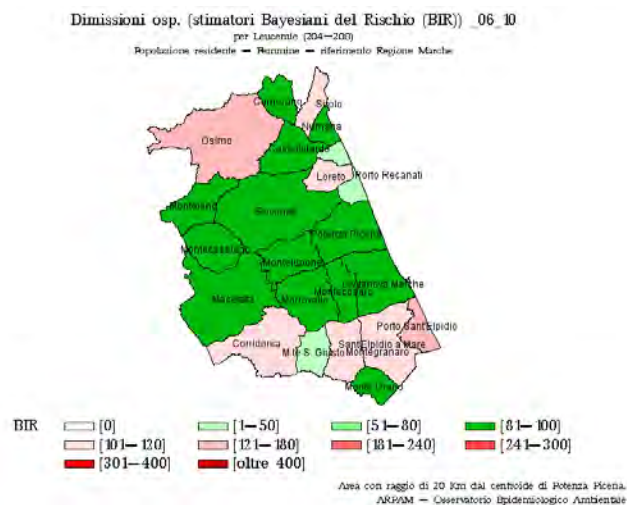 Dimissioni osp. (stimatori Bayesiani del Rischio (BIR)) _06_10
per Leucemie (204—208)
Popolazione residente — Femmine — riferimento Regione Marche
Camerano
Sirolo
Numana
Osimo
Castelfidardo
Loreto
Porto Recanati
Montefano
Recanati
Potenza Picena
Montecassiano
Montelupone
Civitanova Marche
Montecosaro
Macerata
Morrovalle
Porto Sant'Elpidio
Corridonia
Sant'Elpidio a Mare
M.te S. Giusto
Montegranaro
Monte Urano
BIR
[0]
[1—50]
[51—80]
[81—100]
[101—120]
[121—180]
[181—240]
[241—300]
[301—400]
[oltre 400]
Area con raggio di 20 Km dal centroide di Potenza Picena.
ARPAM — Osservatorio Epidemiologico Ambientale